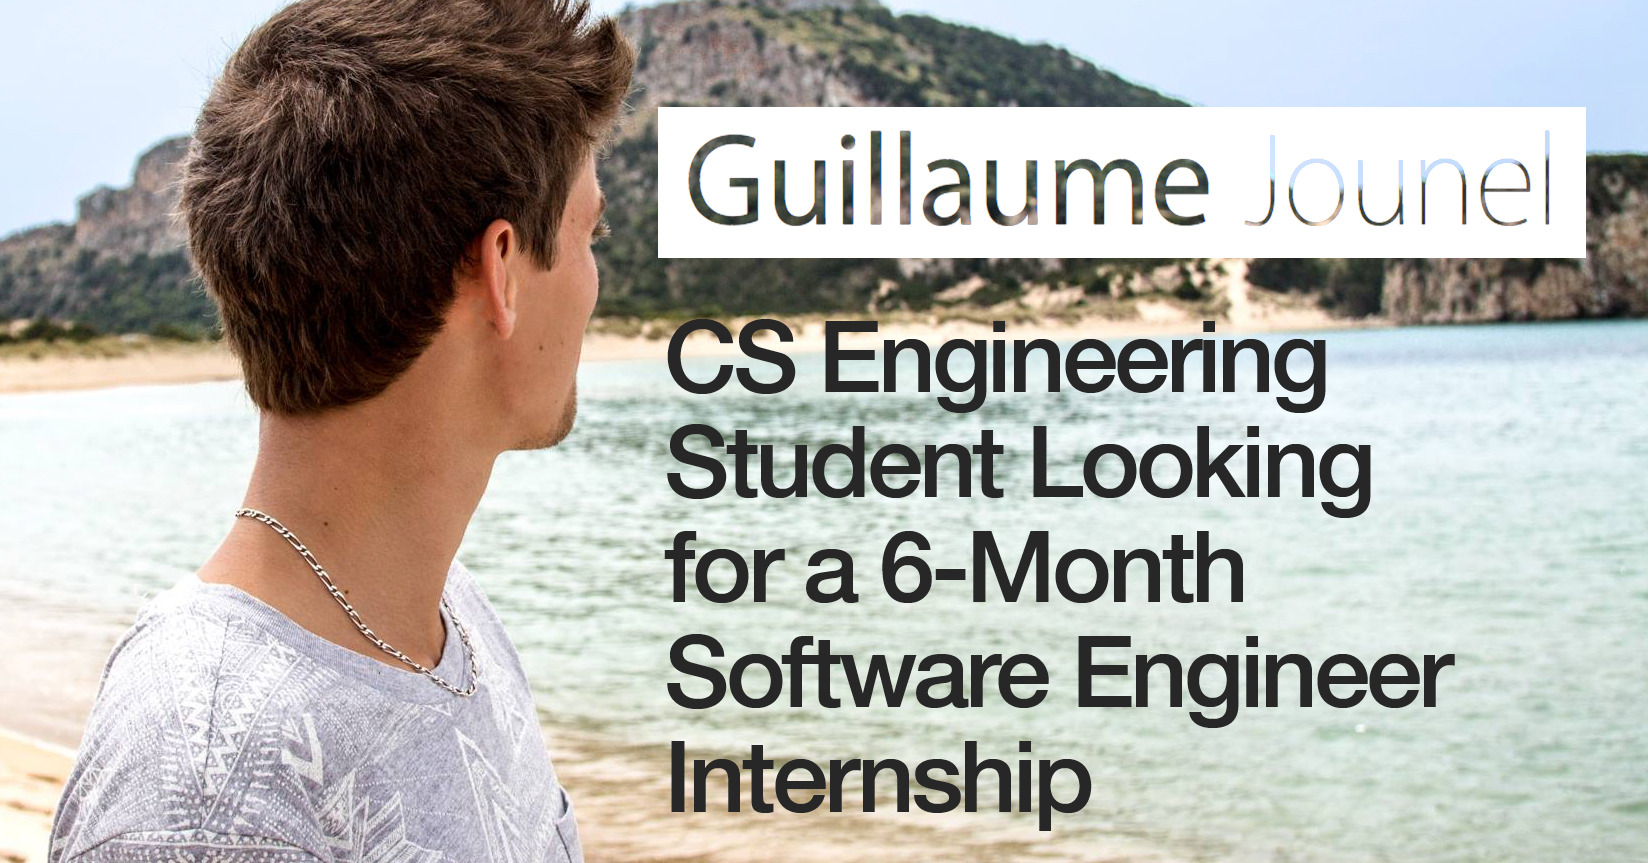 Guillaume Jounel
CS Engineering
Student Looking
for a 6-Month
Software Engineer
Internship